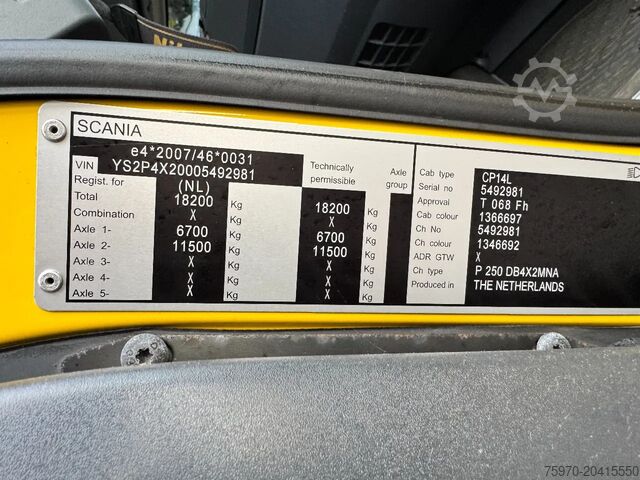 SCANIA
e4*2007/46*0031
VIN YS2P4X20005492981
Regist. for (NL) Technically permissible Axle group
Total 18200 Kg 18200 Kg
Combination X Kg X Kg
Axle 1- 6700 Kg 6700 Kg
Axle 2- 11500 Kg 11500 Kg
Axle 3- X Kg X Kg
Axle 4- X Kg X Kg
Axle 5- X Kg X Kg
Cab type CP14L
Serial no 5492981
Approval T 068 Fh
Cab colour 1366697
Ch No 5492981
Ch colour 1346692
ADR GTW X
Ch type P 250 DB4X2MNA
Produced in THE NETHERLANDS
75970-20415550